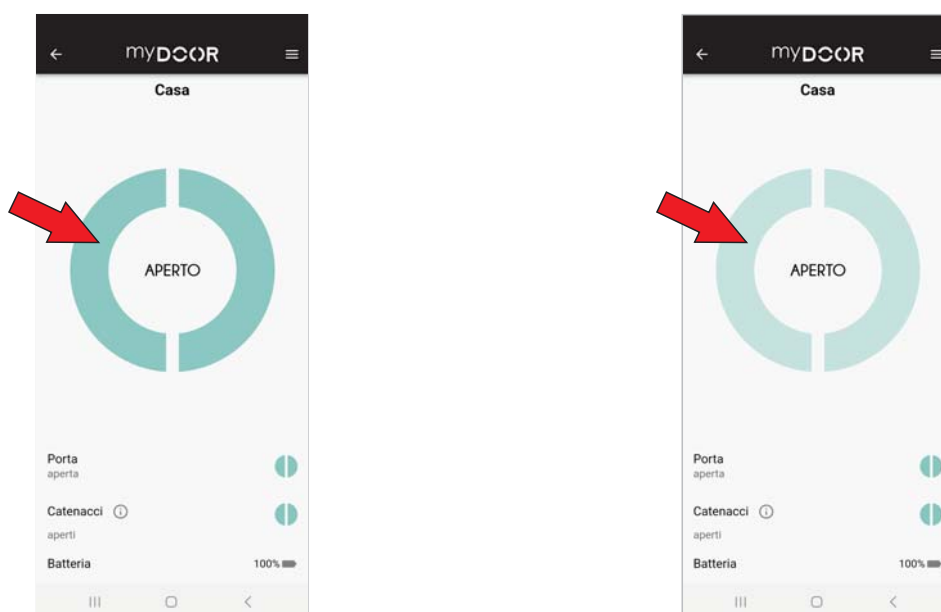 myDOOR
Casa
APERTO
Porta
aperta
Catenacci
aperti
Batteria 100%
myDOOR
Casa
APERTO
Porta
aperta
Catenacci
aperti
Batteria 100%